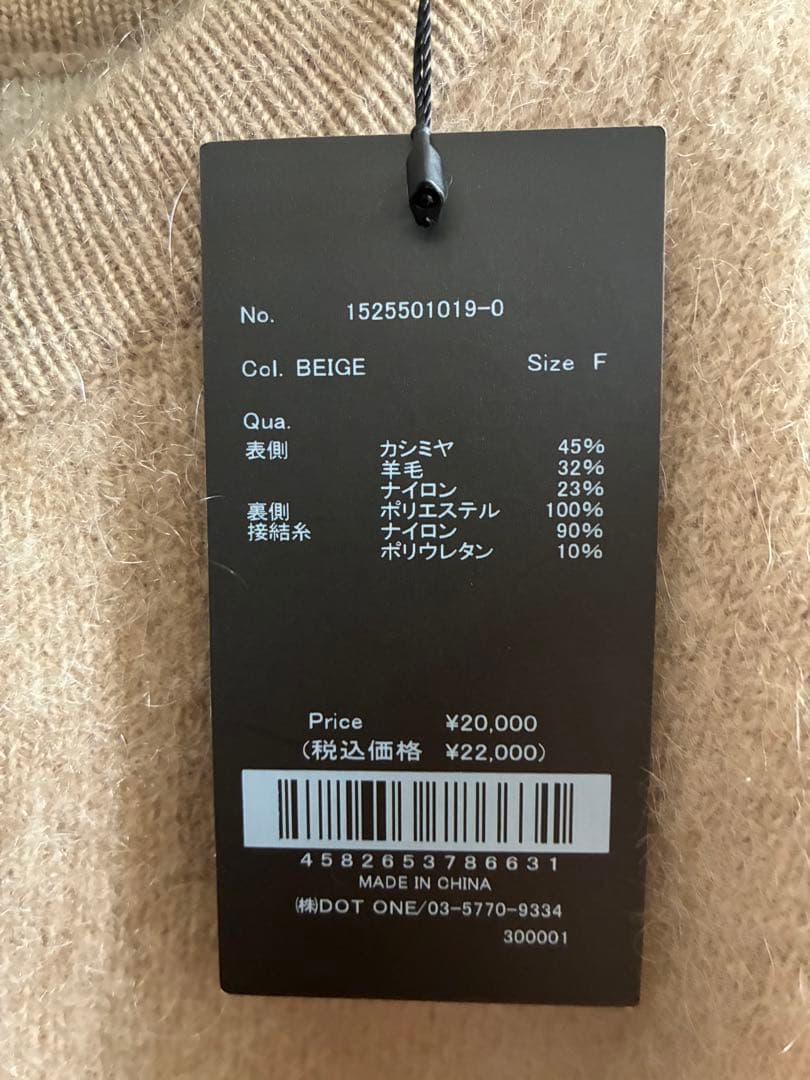 No. 1525501019-0
Col. BEIGE Size F
Qua.
表側 カシミヤ 45%
羊毛 32%
ナイロン 23%
裏側 ポリエステル 100%
接結糸 ナイロン 90%
ポリウレタン 10%
Price ¥20,000
(税込価格 ¥22,000)
4582653786631
MADE IN CHINA
㈱DOT ONE/03-5770-9334
300001